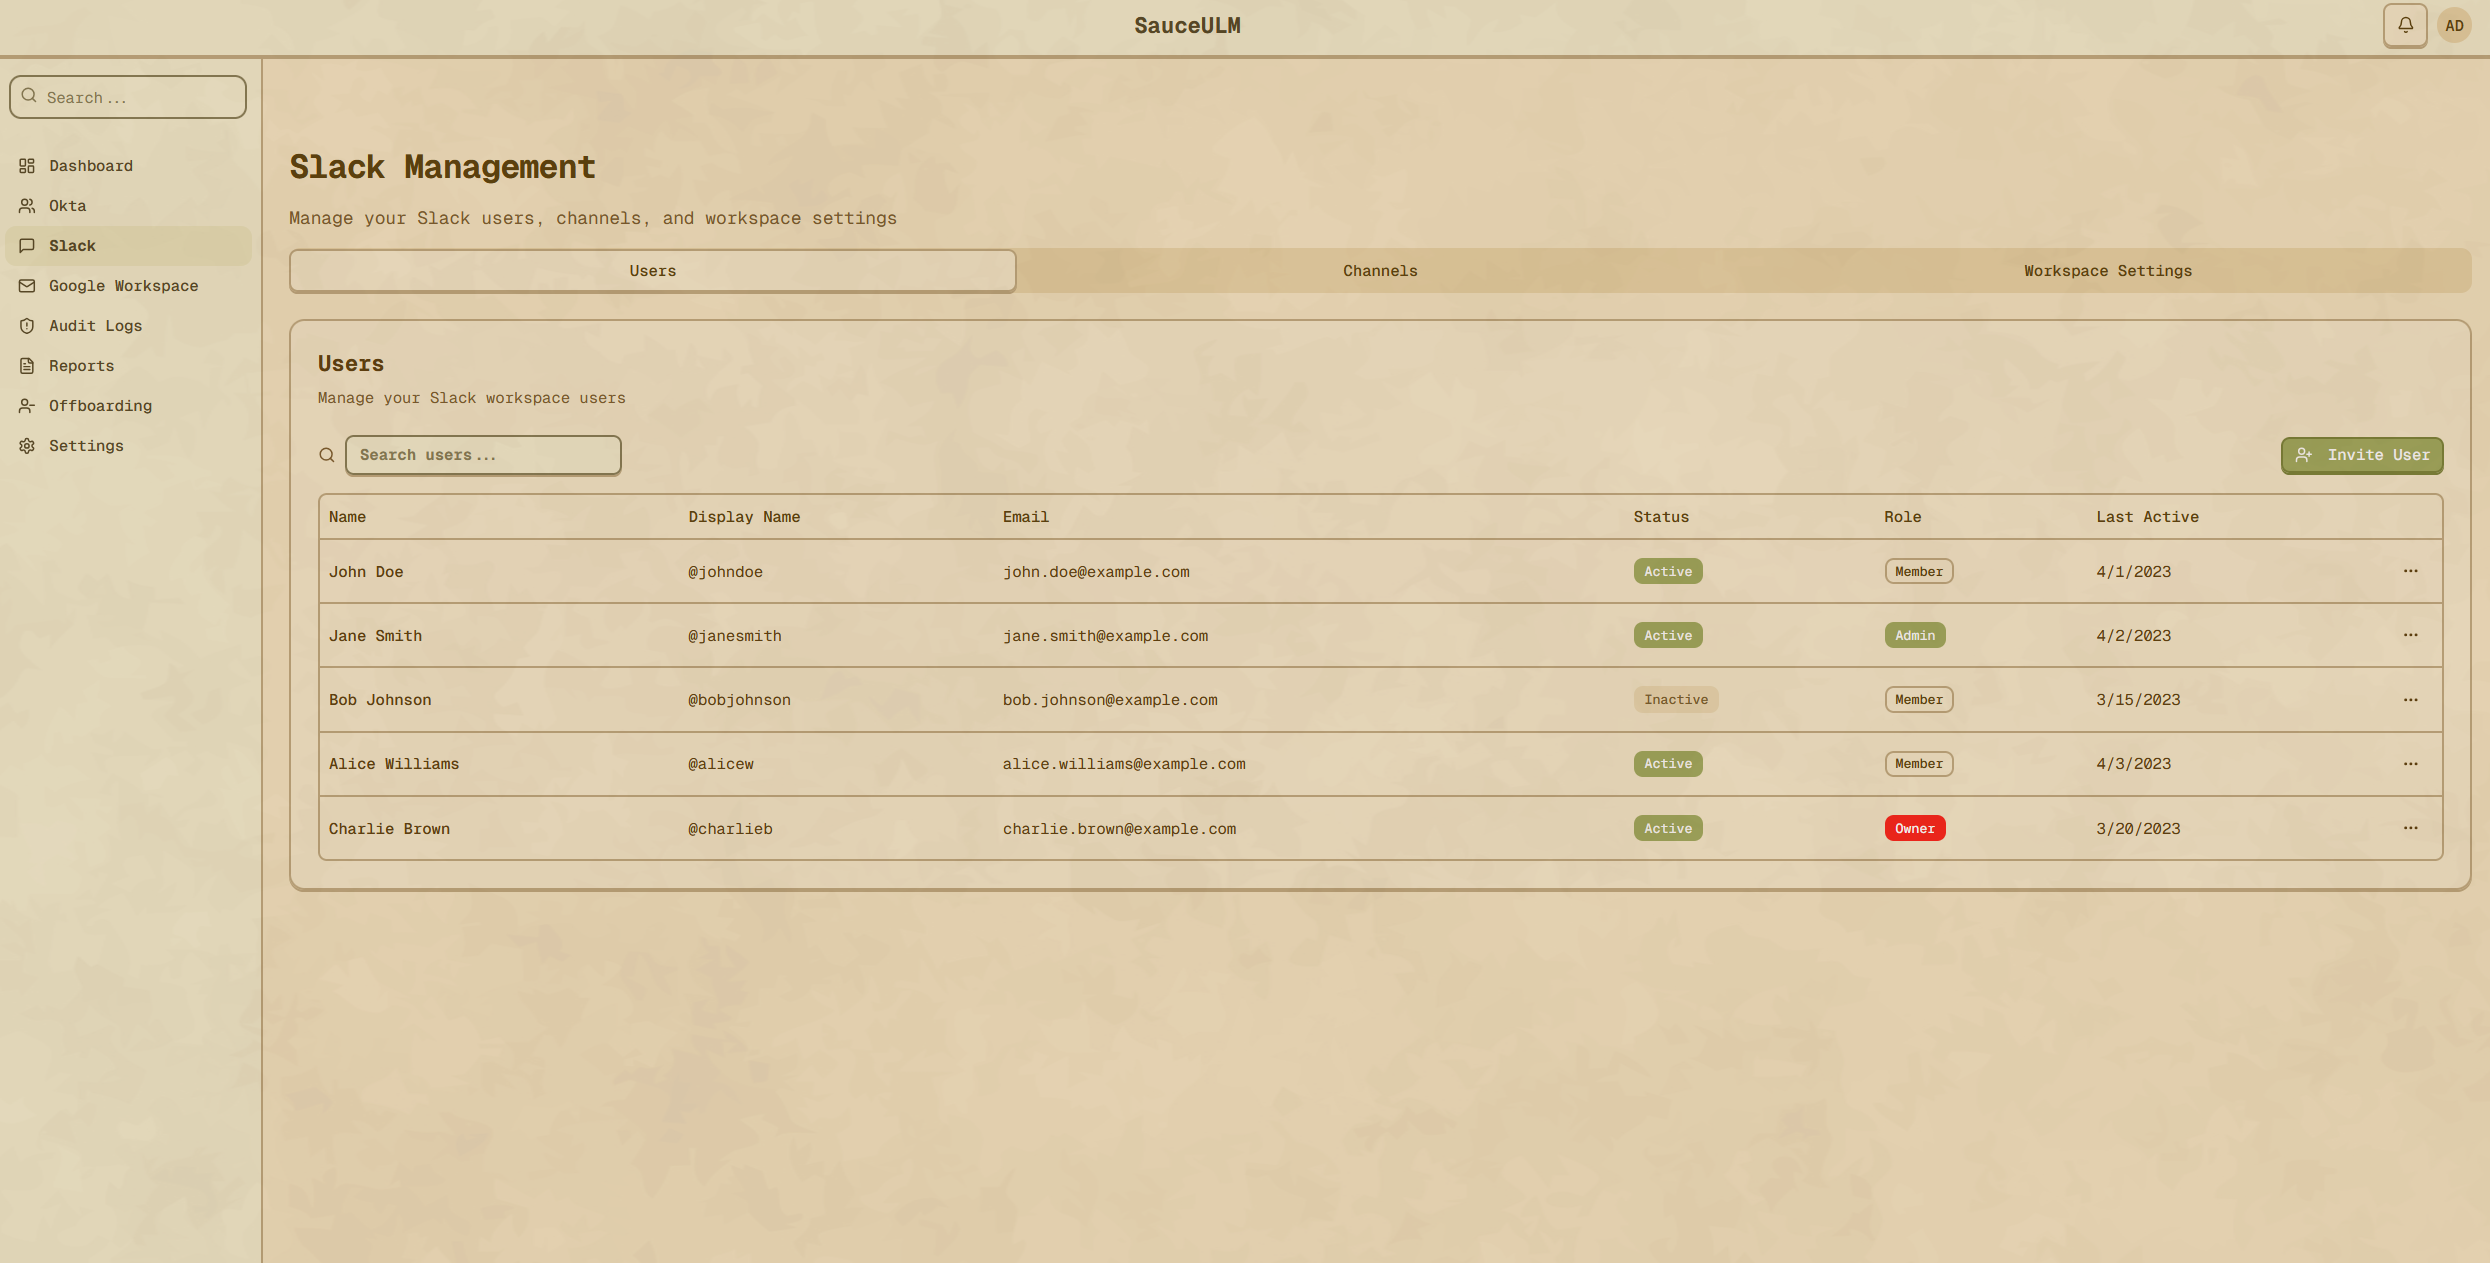 SauceULM
AD
Search...
Dashboard
Okta
Slack
Google Workspace
Audit Logs
Reports
Offboarding
Settings
Slack Management
Manage your Slack users, channels, and workspace settings
Users Channels Workspace Settings
Users
Manage your Slack workspace users
Search users...
Invite User
Name Display Name Email Status Role Last Active
John Doe @johndoe john.doe@example.com Active Member 4/1/2023
Jane Smith @janesmith jane.smith@example.com Active Admin 4/2/2023
Bob Johnson @bobjohnson bob.johnson@example.com Inactive Member 3/15/2023
Alice Williams @alicew alice.williams@example.com Active Member 4/3/2023
Charlie Brown @charlieb charlie.brown@example.com Active Owner 3/20/2023